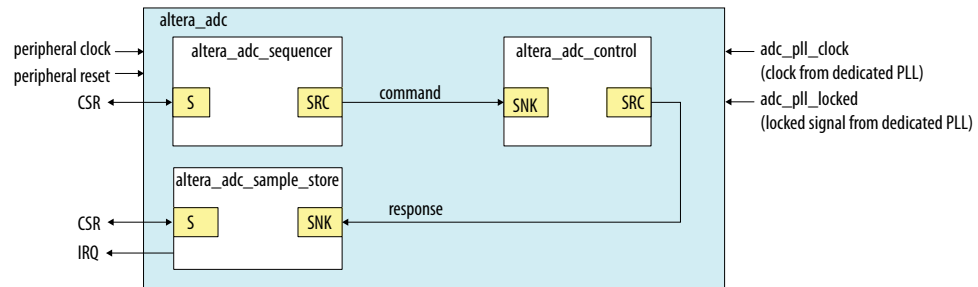 altera_adc
peripheral clock
peripheral reset
altera_adc_sequencer
CSR
S
SRC
command
altera_adc_control
SNK
SRC
adc_pll_clock
(clock from dedicated PLL)
adc_pll_locked
(locked signal from dedicated PLL)
altera_adc_sample_store
CSR
S
SNK
response
IRQ